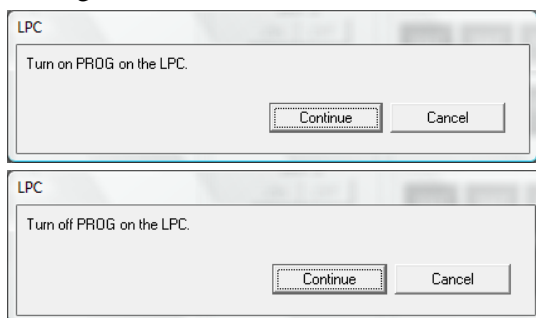 LPC
Turn on PROG on the LPC.
Continue Cancel
LPC
Turn off PROG on the LPC.
Continue Cancel